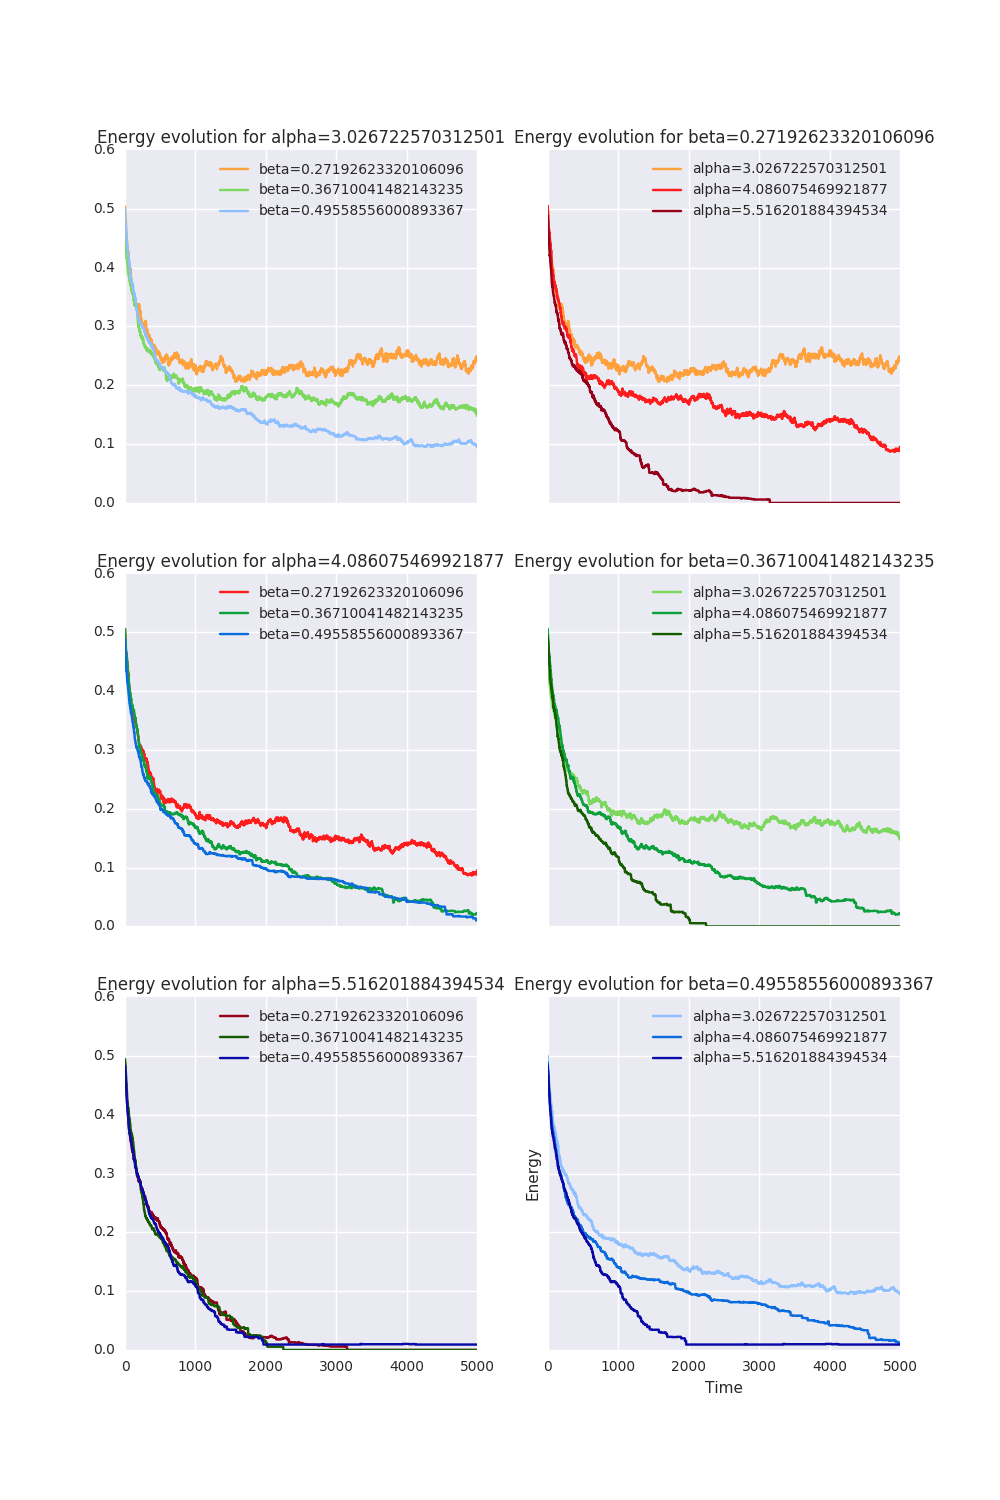 Energy evolution for alpha=3.026722570312501
0.6
0.5
0.4
0.3
0.2
0.1
0.0
beta=0.27192623320106096
beta=0.36710041482143235
beta=0.49558556000893367
Energy evolution for beta=0.27192623320106096
alpha=3.026722570312501
alpha=4.086075469921877
alpha=5.516201884394534
Energy evolution for alpha=4.086075469921877
0.6
0.5
0.4
0.3
0.2
0.1
0.0
beta=0.27192623320106096
beta=0.36710041482143235
beta=0.49558556000893367
Energy evolution for beta=0.36710041482143235
alpha=3.026722570312501
alpha=4.086075469921877
alpha=5.516201884394534
Energy evolution for alpha=5.516201884394534
0.6
0.5
0.4
0.3
0.2
0.1
0.0
beta=0.27192623320106096
beta=0.36710041482143235
beta=0.49558556000893367
0 1000 2000 3000 4000 5000
Energy evolution for beta=0.49558556000893367
alpha=3.026722570312501
alpha=4.086075469921877
alpha=5.516201884394534
Energy
0 1000 2000 3000 4000 5000
Time